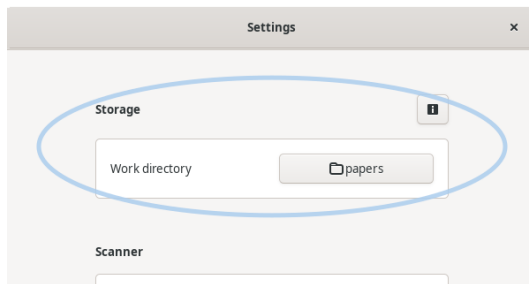 Settings
Storage
Work directory
papers
Scanner